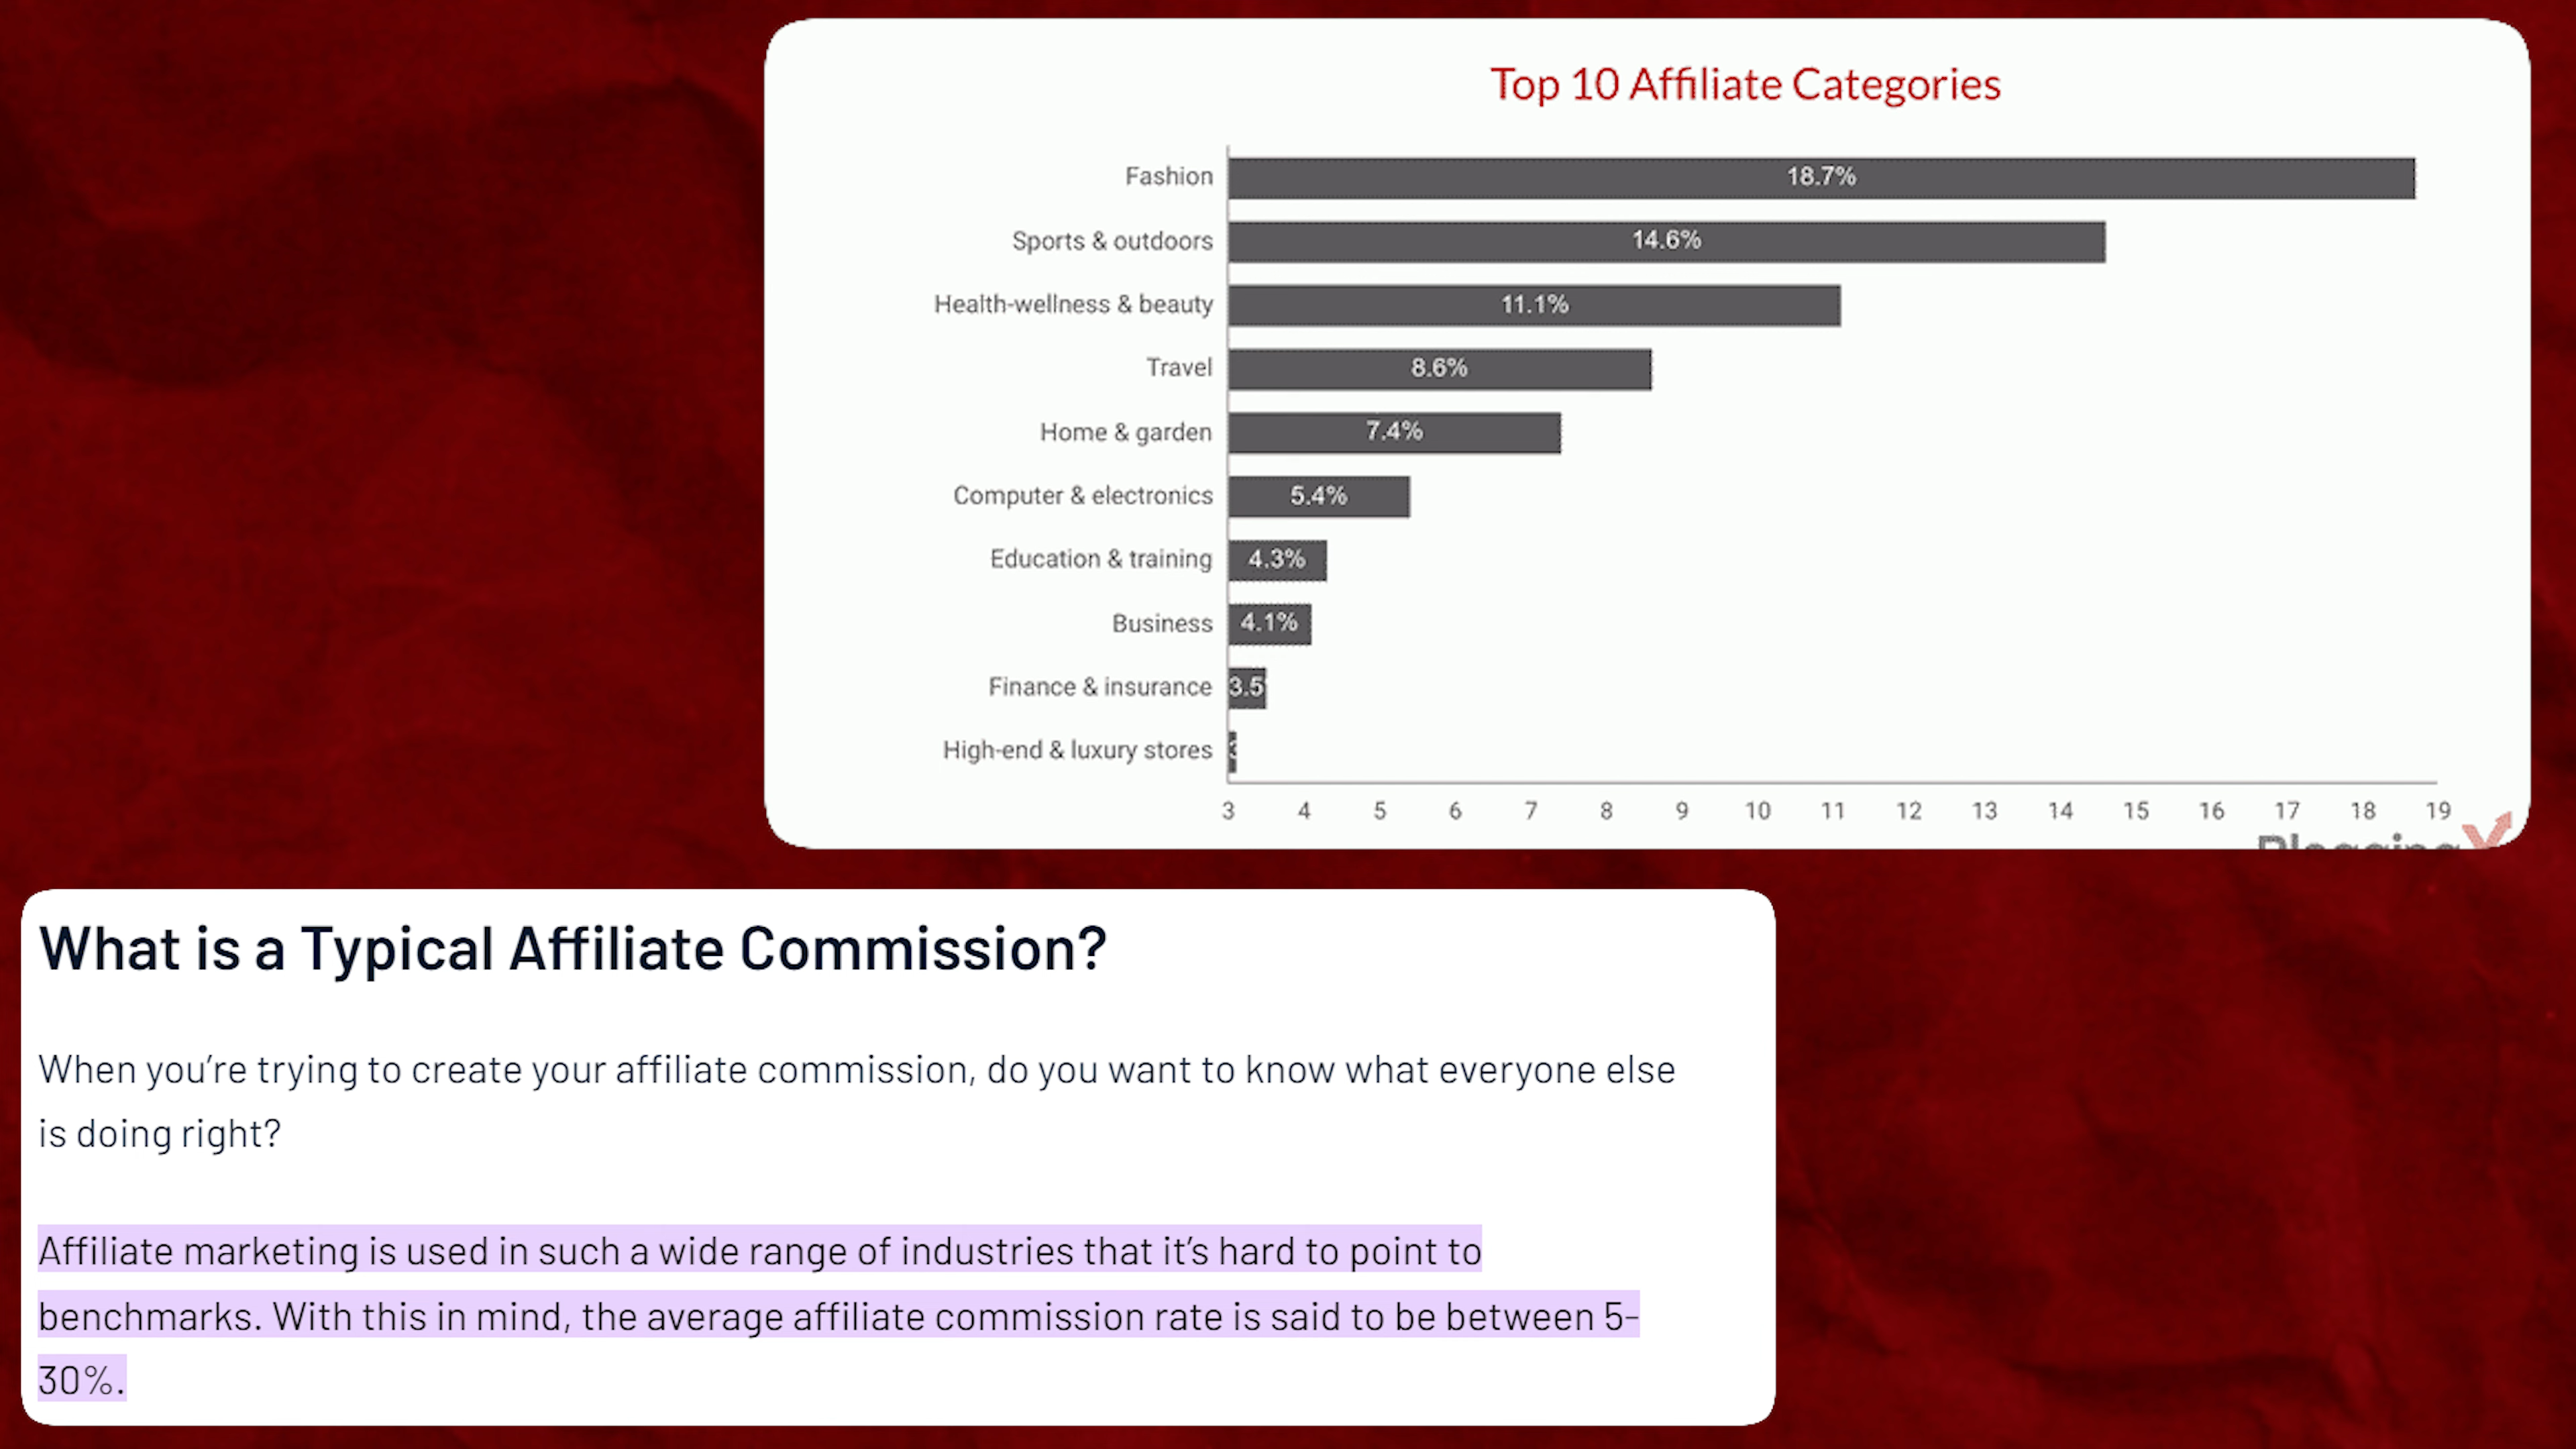 Top 10 Affiliate Categories
Fashion 18.7%
Sports & outdoors 14.6%
Health-wellness & beauty 11.1%
Travel 8.6%
Home & garden 7.4%
Computer & electronics 5.4%
Education & training 4.3%
Business 4.1%
Finance & insurance 3.5
High-end & luxury stores
3 4 5 6 7 8 9 10 11 12 13 14 15 16 17 18 19
What is a Typical Affiliate Commission?
When you’re trying to create your affiliate commission, do you want to know what everyone else
is doing right?
Affiliate marketing is used in such a wide range of industries that it’s hard to point to
benchmarks. With this in mind, the average affiliate commission rate is said to be between 5-
30%.